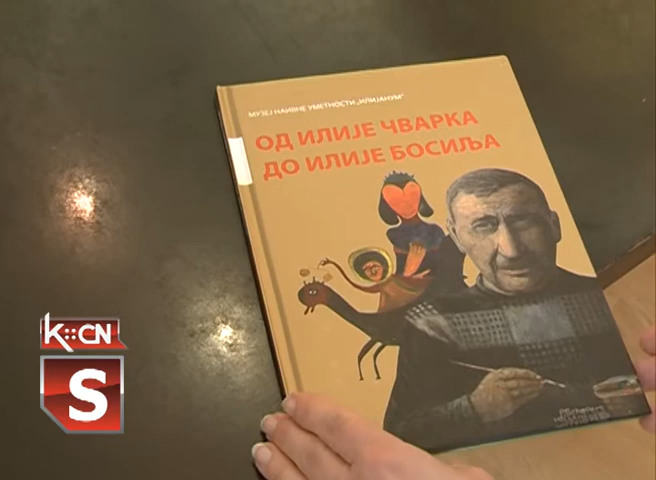 МУЗЕЈ НАИВНЕ УМЕТНОСТИ „ИЛИЈАНУМ“
ОД ИЛИЈЕ ЧВАРКА
ДО ИЛИЈЕ БОСИЉА
K::CN
S